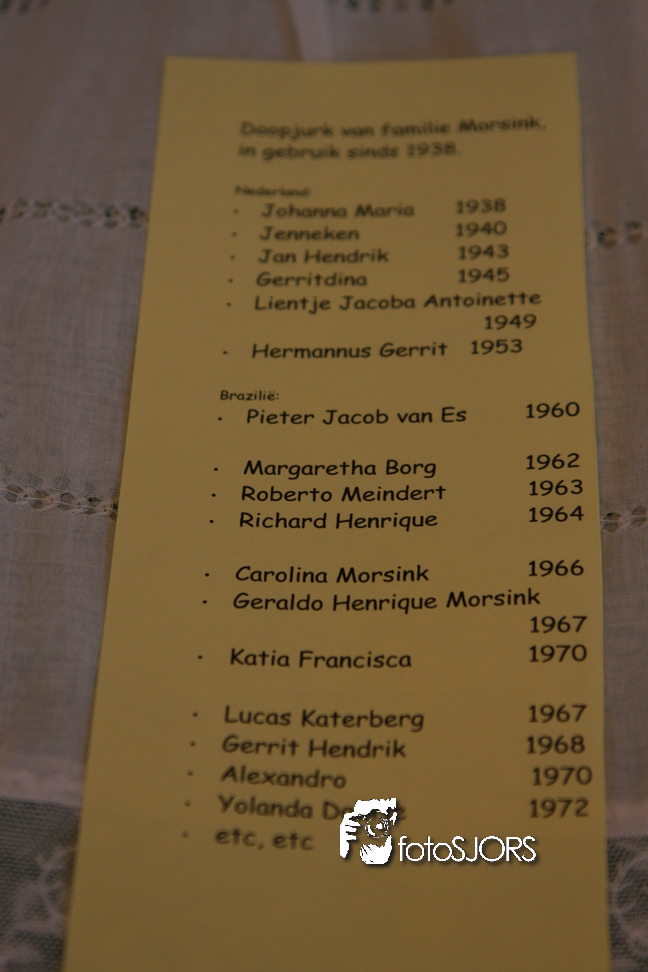 Doopjurk van familie Morsink,
in gebruik sinds 1938.
Nederland:
· Johanna Maria 1938
· Jenneken 1940
· Jan Hendrik 1943
· Gerritdina 1945
· Lientje Jacoba Antoinette
1949
· Hermannus Gerrit 1953
Brazilië:
· Pieter Jacob van Es 1960
· Margaretha Borg 1962
· Roberto Meindert 1963
· Richard Henrique 1964
· Carolina Morsink 1966
· Geraldo Henrique Morsink
1967
· Katia Francisca 1970
· Lucas Katerberg 1967
· Gerrit Hendrik 1968
· Alexandro 1970
· Yolanda 1972
· etc, etc
fotoSJORS